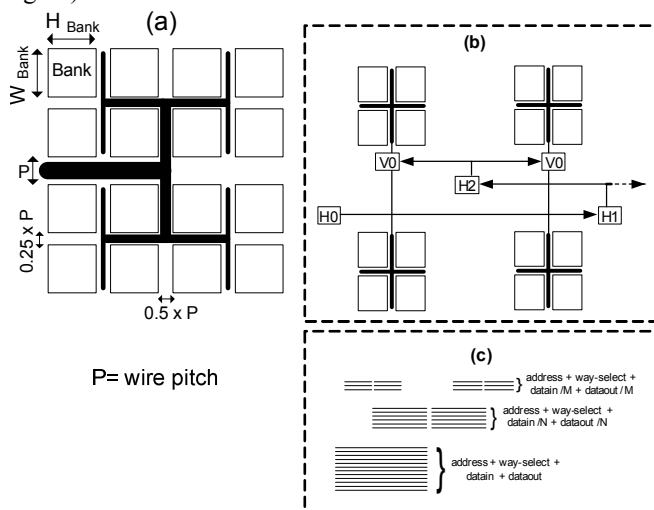 (a)
H Bank
W Bank
Bank
P
0.25 x P
0.5 x P
P= wire pitch
(b)
V0
V0
H2
H0
H1
(c)
address + way-select +
datain /M + dataout /M
address + way-select +
datain /N + dataout /N
address + way-select +
datain + dataout